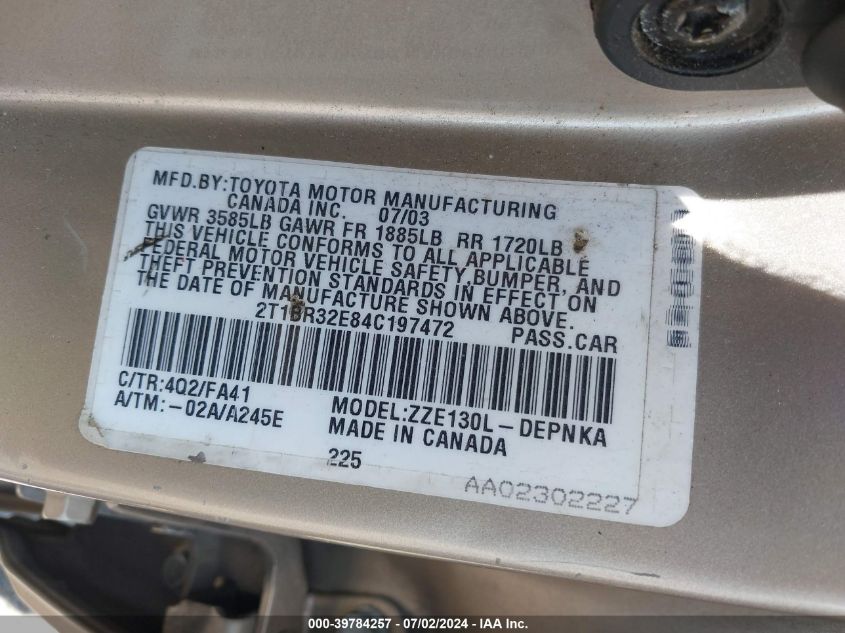 MFD.BY:TOYOTA MOTOR MANUFACTURING
CANADA INC. 07/03
GVWR 3585LB GAWR FR 1885LB RR 1720LB
THIS VEHICLE CONFORMS TO ALL APPLICABLE
FEDERAL MOTOR VEHICLE SAFETY, BUMPER, AND
THEFT PREVENTION STANDARDS IN EFFECT ON
THE DATE OF MANUFACTURE SHOWN ABOVE.
2T1BR32E84C197472 PASS.CAR
C/TR:4Q2/FA41
A/TM:-02A/A245E
MODEL:ZZE130L-DEPNKA
MADE IN CANADA
225
AA02302227
000-39784257 - 07/02/2024 - IAA Inc.